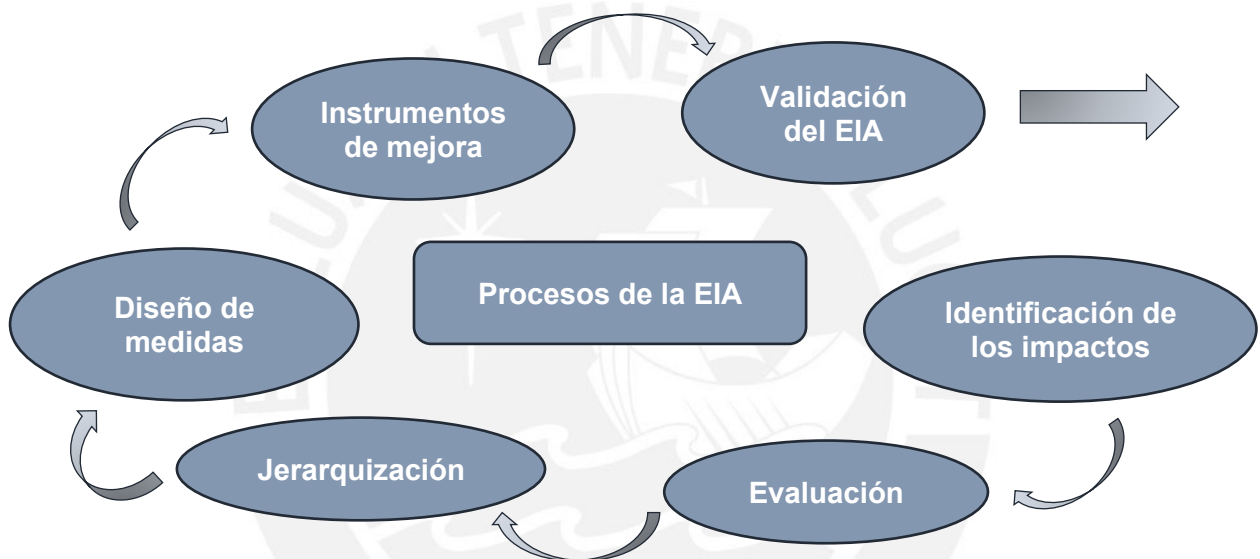 Instrumentos
de mejora
Validación
del EIA
Procesos de la EIA
Diseño de
medidas
Identificación de
los impactos
Jerarquización
Evaluación